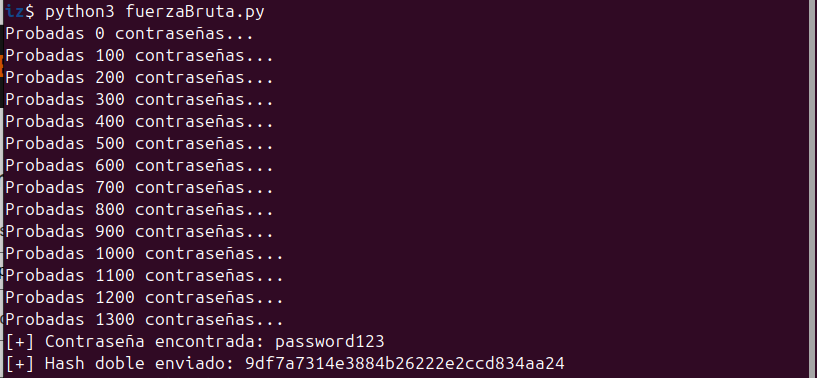 iz$ python3 fuerzaBruta.py
Probadas 0 contraseñas...
Probadas 100 contraseñas...
Probadas 200 contraseñas...
Probadas 300 contraseñas...
Probadas 400 contraseñas...
Probadas 500 contraseñas...
Probadas 600 contraseñas...
Probadas 700 contraseñas...
Probadas 800 contraseñas...
Probadas 900 contraseñas...
Probadas 1000 contraseñas...
Probadas 1100 contraseñas...
Probadas 1200 contraseñas...
Probadas 1300 contraseñas...
[+] Contraseña encontrada: password123
[+] Hash doble enviado: 9df7a7314e3884b26222e2ccd834aa24